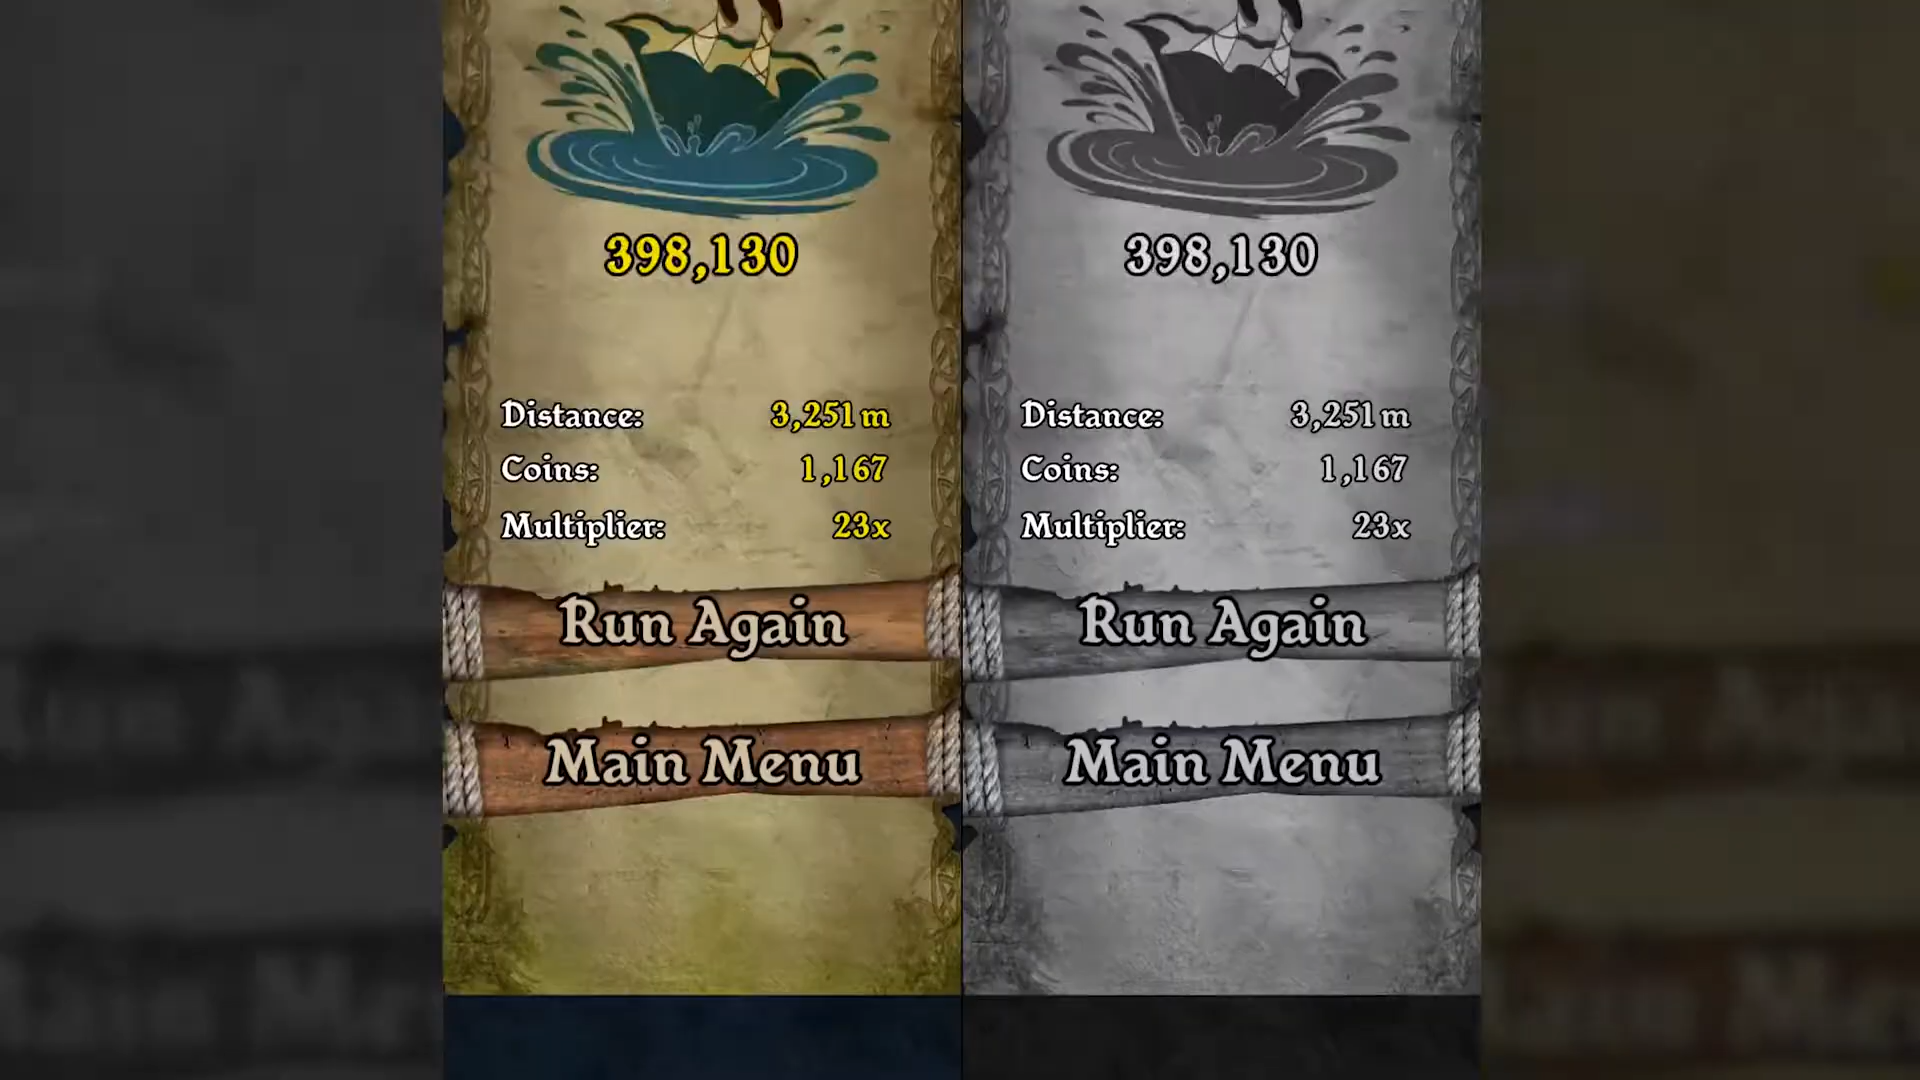 398,130
Distance: 3,251 m
Coins: 1,167
Multiplier: 23x
Run Again
Main Menu
398,130
Distance: 3,251 m
Coins: 1,167
Multiplier: 23x
Run Again
Main Menu